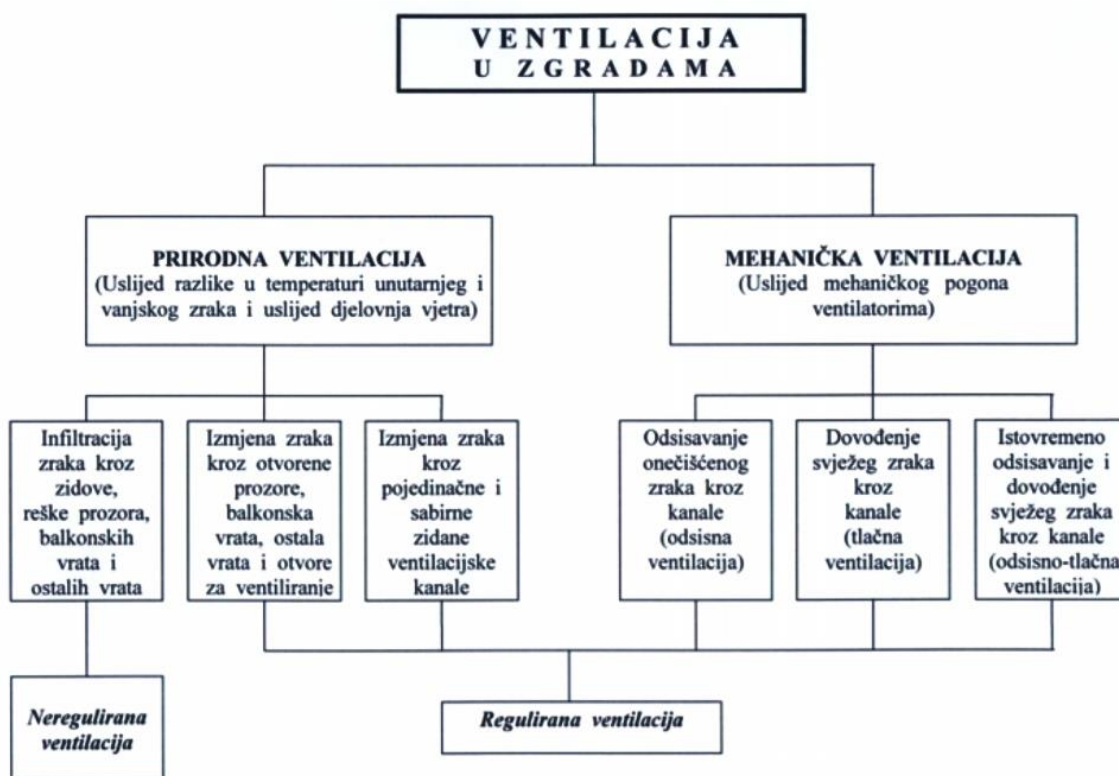 VENTILACIJA
U ZGRADAMA
PRIRODNA VENTILACIJA
(Uslijed razlike u temperaturi unutarnjeg i
vanjskog zraka i uslijed djelovnja vjetra)
MEHANIČKA VENTILACIJA
(Uslijed mehaničkog pogona
ventilatorima)
Infiltracija
zraka kroz
zidove,
reške prozora,
balkonskih
vrata i
ostalih vrata
Izmjena zraka
kroz otvorene
prozore,
balkonska
vrata, ostala
vrata i otvore
za ventiliranje
Izmjena zraka
kroz
pojedinačne i
sabirne
zidane
ventilacijske
kanale
Odsisavanje
onečišćenog
zraka kroz
kanale
(odsisna
ventilacija)
Dovođenje
svježeg zraka
kroz
kanale
(tlačna
ventilacija)
Istovremeno
odsisavanje i
dovođenje
svježeg zraka
kroz kanale
(odsisno-tlačna
ventilacija)
Neregulirana
ventilacija
Regulirana ventilacija